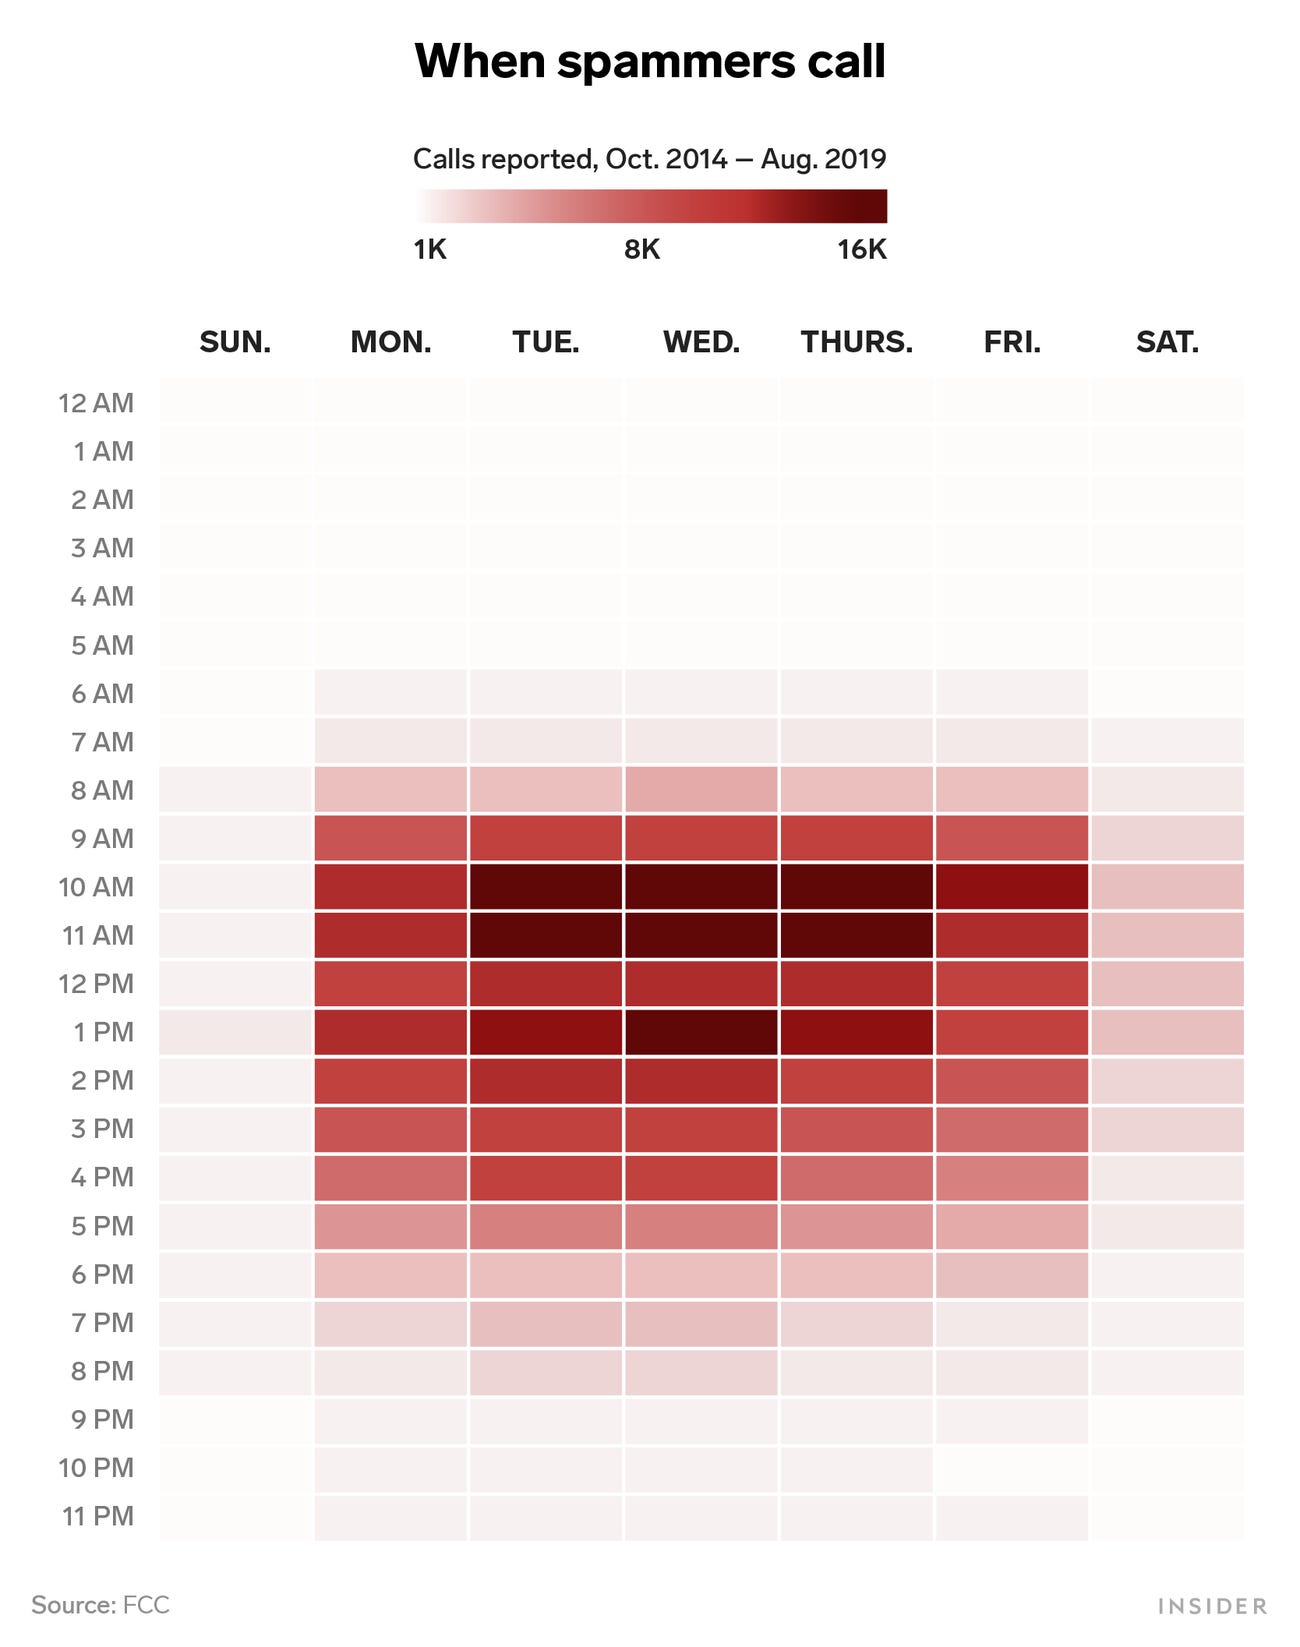 When spammers call
Calls reported, Oct. 2014 – Aug. 2019
1K 8K 16K
SUN. MON. TUE. WED. THURS. FRI. SAT.
12 AM
1 AM
2 AM
3 AM
4 AM
5 AM
6 AM
7 AM
8 AM
9 AM
10 AM
11 AM
12 PM
1 PM
2 PM
3 PM
4 PM
5 PM
6 PM
7 PM
8 PM
9 PM
10 PM
11 PM
Source: FCC INSIDER